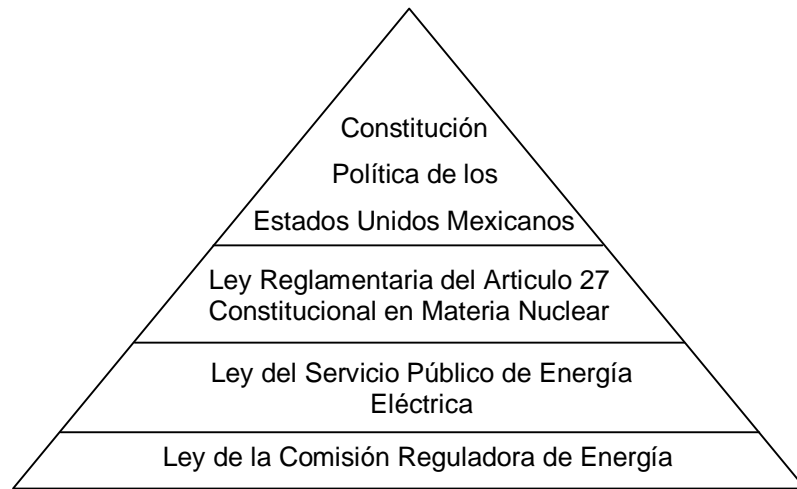 Constitución
Política de los
Estados Unidos Mexicanos
Ley Reglamentaria del Articulo 27
Constitucional en Materia Nuclear
Ley del Servicio Público de Energía
Eléctrica
Ley de la Comisión Reguladora de Energía